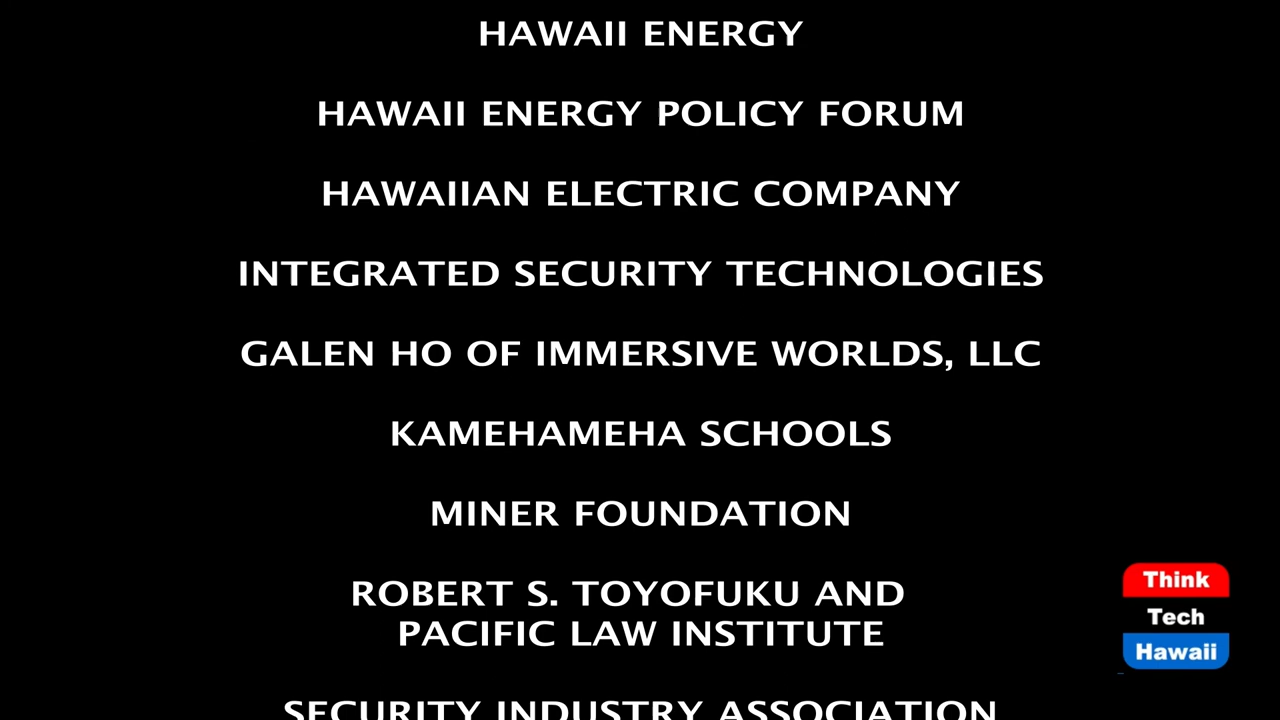 HAWAII ENERGY
HAWAII ENERGY POLICY FORUM
HAWAIIAN ELECTRIC COMPANY
INTEGRATED SECURITY TECHNOLOGIES
GALEN HO OF IMMERSIVE WORLDS, LLC
KAMEHAMEHA SCHOOLS
MINER FOUNDATION
ROBERT S. TOYOFUKU AND
PACIFIC LAW INSTITUTE
SECURITY INDUSTRY ASSOCIATION
Think
Tech
Hawaii